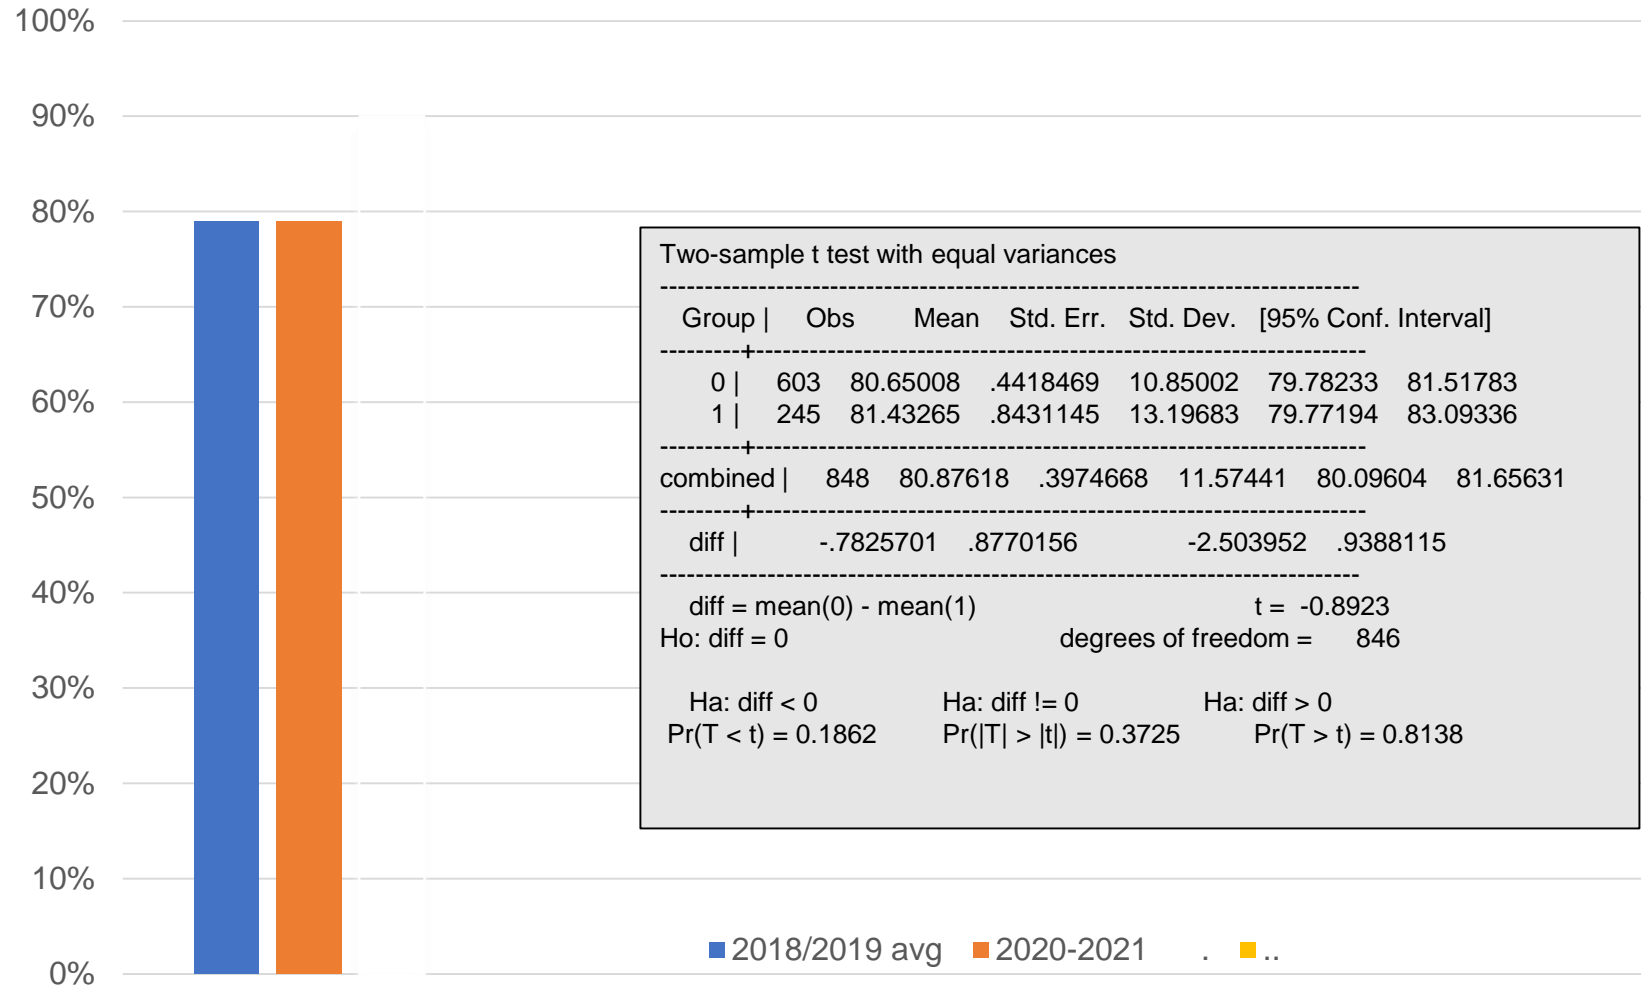 100%
90%
80%
70%
60%
50%
40%
30%
20%
10%
0%
Two-sample t test with equal variances
------------------------------------------------------------------------------
Group | Obs Mean Std. Err. Std. Dev. [95% Conf. Interval]
---------+--------------------------------------------------------------------
0 | 603 80.65008 .4418469 10.85002 79.78233 81.51783
1 | 245 81.43265 .8431145 13.19683 79.77194 83.09336
---------+--------------------------------------------------------------------
combined | 848 80.87618 .3974668 11.57441 80.09604 81.65631
---------+--------------------------------------------------------------------
diff | -.7825701 .8770156 -2.503952 .9388115
------------------------------------------------------------------------------
diff = mean(0) - mean(1) t = -0.8923
Ho: diff = 0 degrees of freedom = 846
Ha: diff < 0 Ha: diff != 0 Ha: diff > 0
Pr(T < t) = 0.1862 Pr(|T| > |t|) = 0.3725 Pr(T > t) = 0.8138
2018/2019 avg 2020-2021 . ..